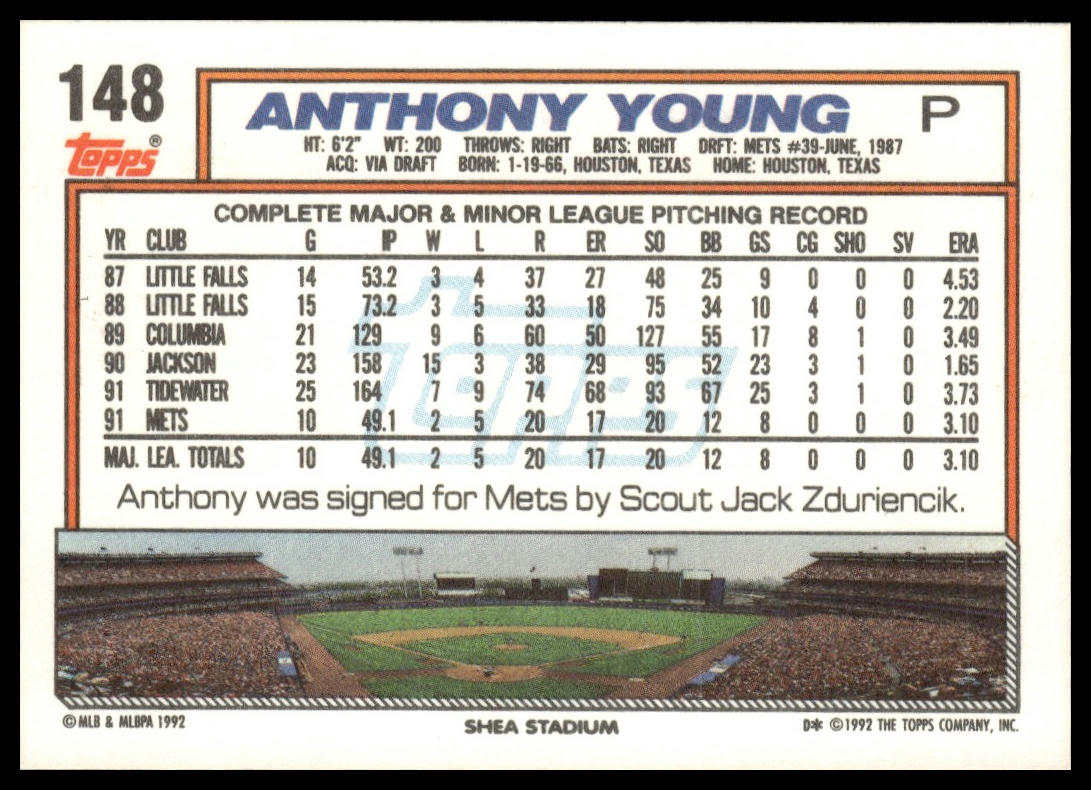 148
topps®
ANTHONY YOUNG P
HT: 6'2" WT: 200 THROWS: RIGHT BATS: RIGHT DRFT: METS #39-JUNE, 1987
ACQ: VIA DRAFT BORN: 1-19-66, HOUSTON, TEXAS HOME: HOUSTON, TEXAS
COMPLETE MAJOR & MINOR LEAGUE PITCHING RECORD
YR CLUB G IP W L R ER SO BB GS CG SHO SV ERA
87 LITTLE FALLS 14 53.2 3 4 37 27 48 25 9 0 0 0 4.53
88 LITTLE FALLS 15 73.2 3 5 33 18 75 34 10 4 0 0 2.20
89 COLUMBIA 21 129 9 6 60 50 127 55 17 8 1 0 3.49
90 JACKSON 23 158 15 3 38 29 95 52 23 3 1 0 1.65
91 TIDEWATER 25 164 7 9 74 68 93 67 25 3 1 0 3.73
91 METS 10 49.1 2 5 20 17 20 12 8 0 0 0 3.10
MAJ. LEA. TOTALS 10 49.1 2 5 20 17 20 12 8 0 0 0 3.10
topps
Anthony was signed for Mets by Scout Jack Zduriencik.
© MLB & MLBPA 1992 SHEA STADIUM D* © 1992 THE TOPPS COMPANY, INC.